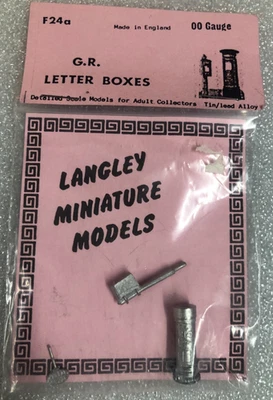 F24a
Made in England
00 Gauge
G.R.
LETTER BOXES
Detailed Scale Models for Adult Collectors Tin/lead Alloy
LANGLEY
MINIATURE
MODELS